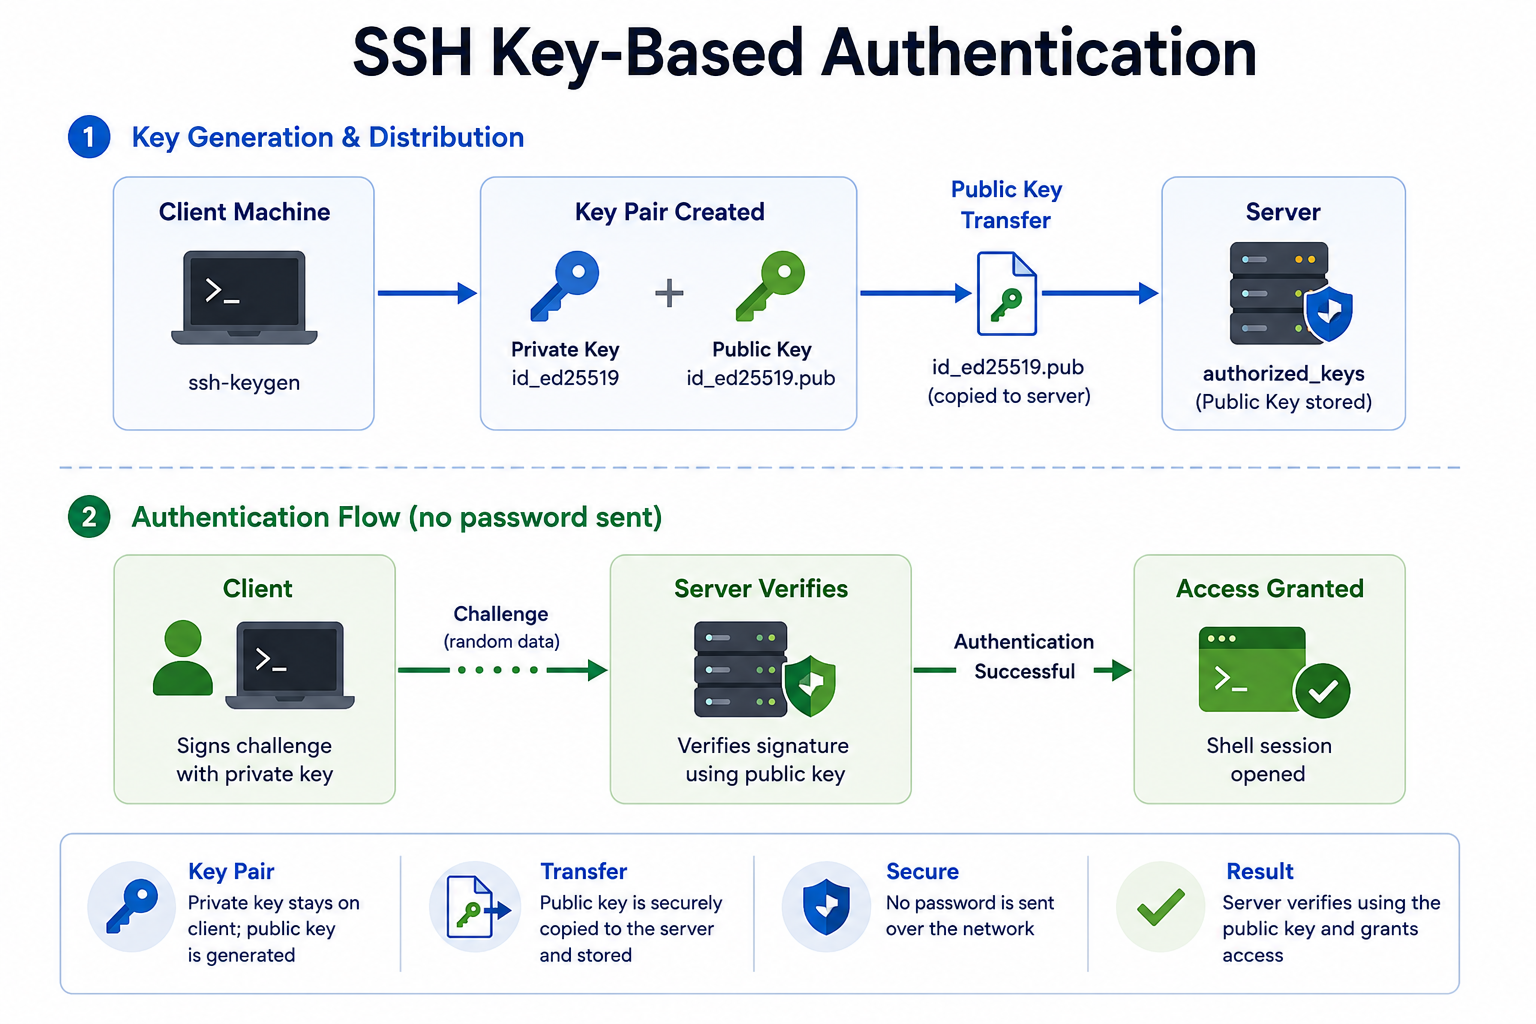 SSH Key-Based Authentication
1
Key Generation & Distribution
Client Machine
>_
ssh-keygen
Key Pair Created
+
Private Key
id_ed25519
Public Key
id_ed25519.pub
Public Key
Transfer
id_ed25519.pub
(copied to server)
Server
authorized_keys
(Public Key stored)
2
Authentication Flow (no password sent)
Client
>_
Signs challenge
with private key
Challenge
(random data)
Server Verifies
Verifies signature
using public key
Authentication
Successful
Access Granted
>_
Shell session
opened
Key Pair
Private key stays on
client; public key
is generated
Transfer
Public key is securely
copied to the server
and stored
Secure
No password is sent
over the network
Result
Server verifies using the
public key and grants
access